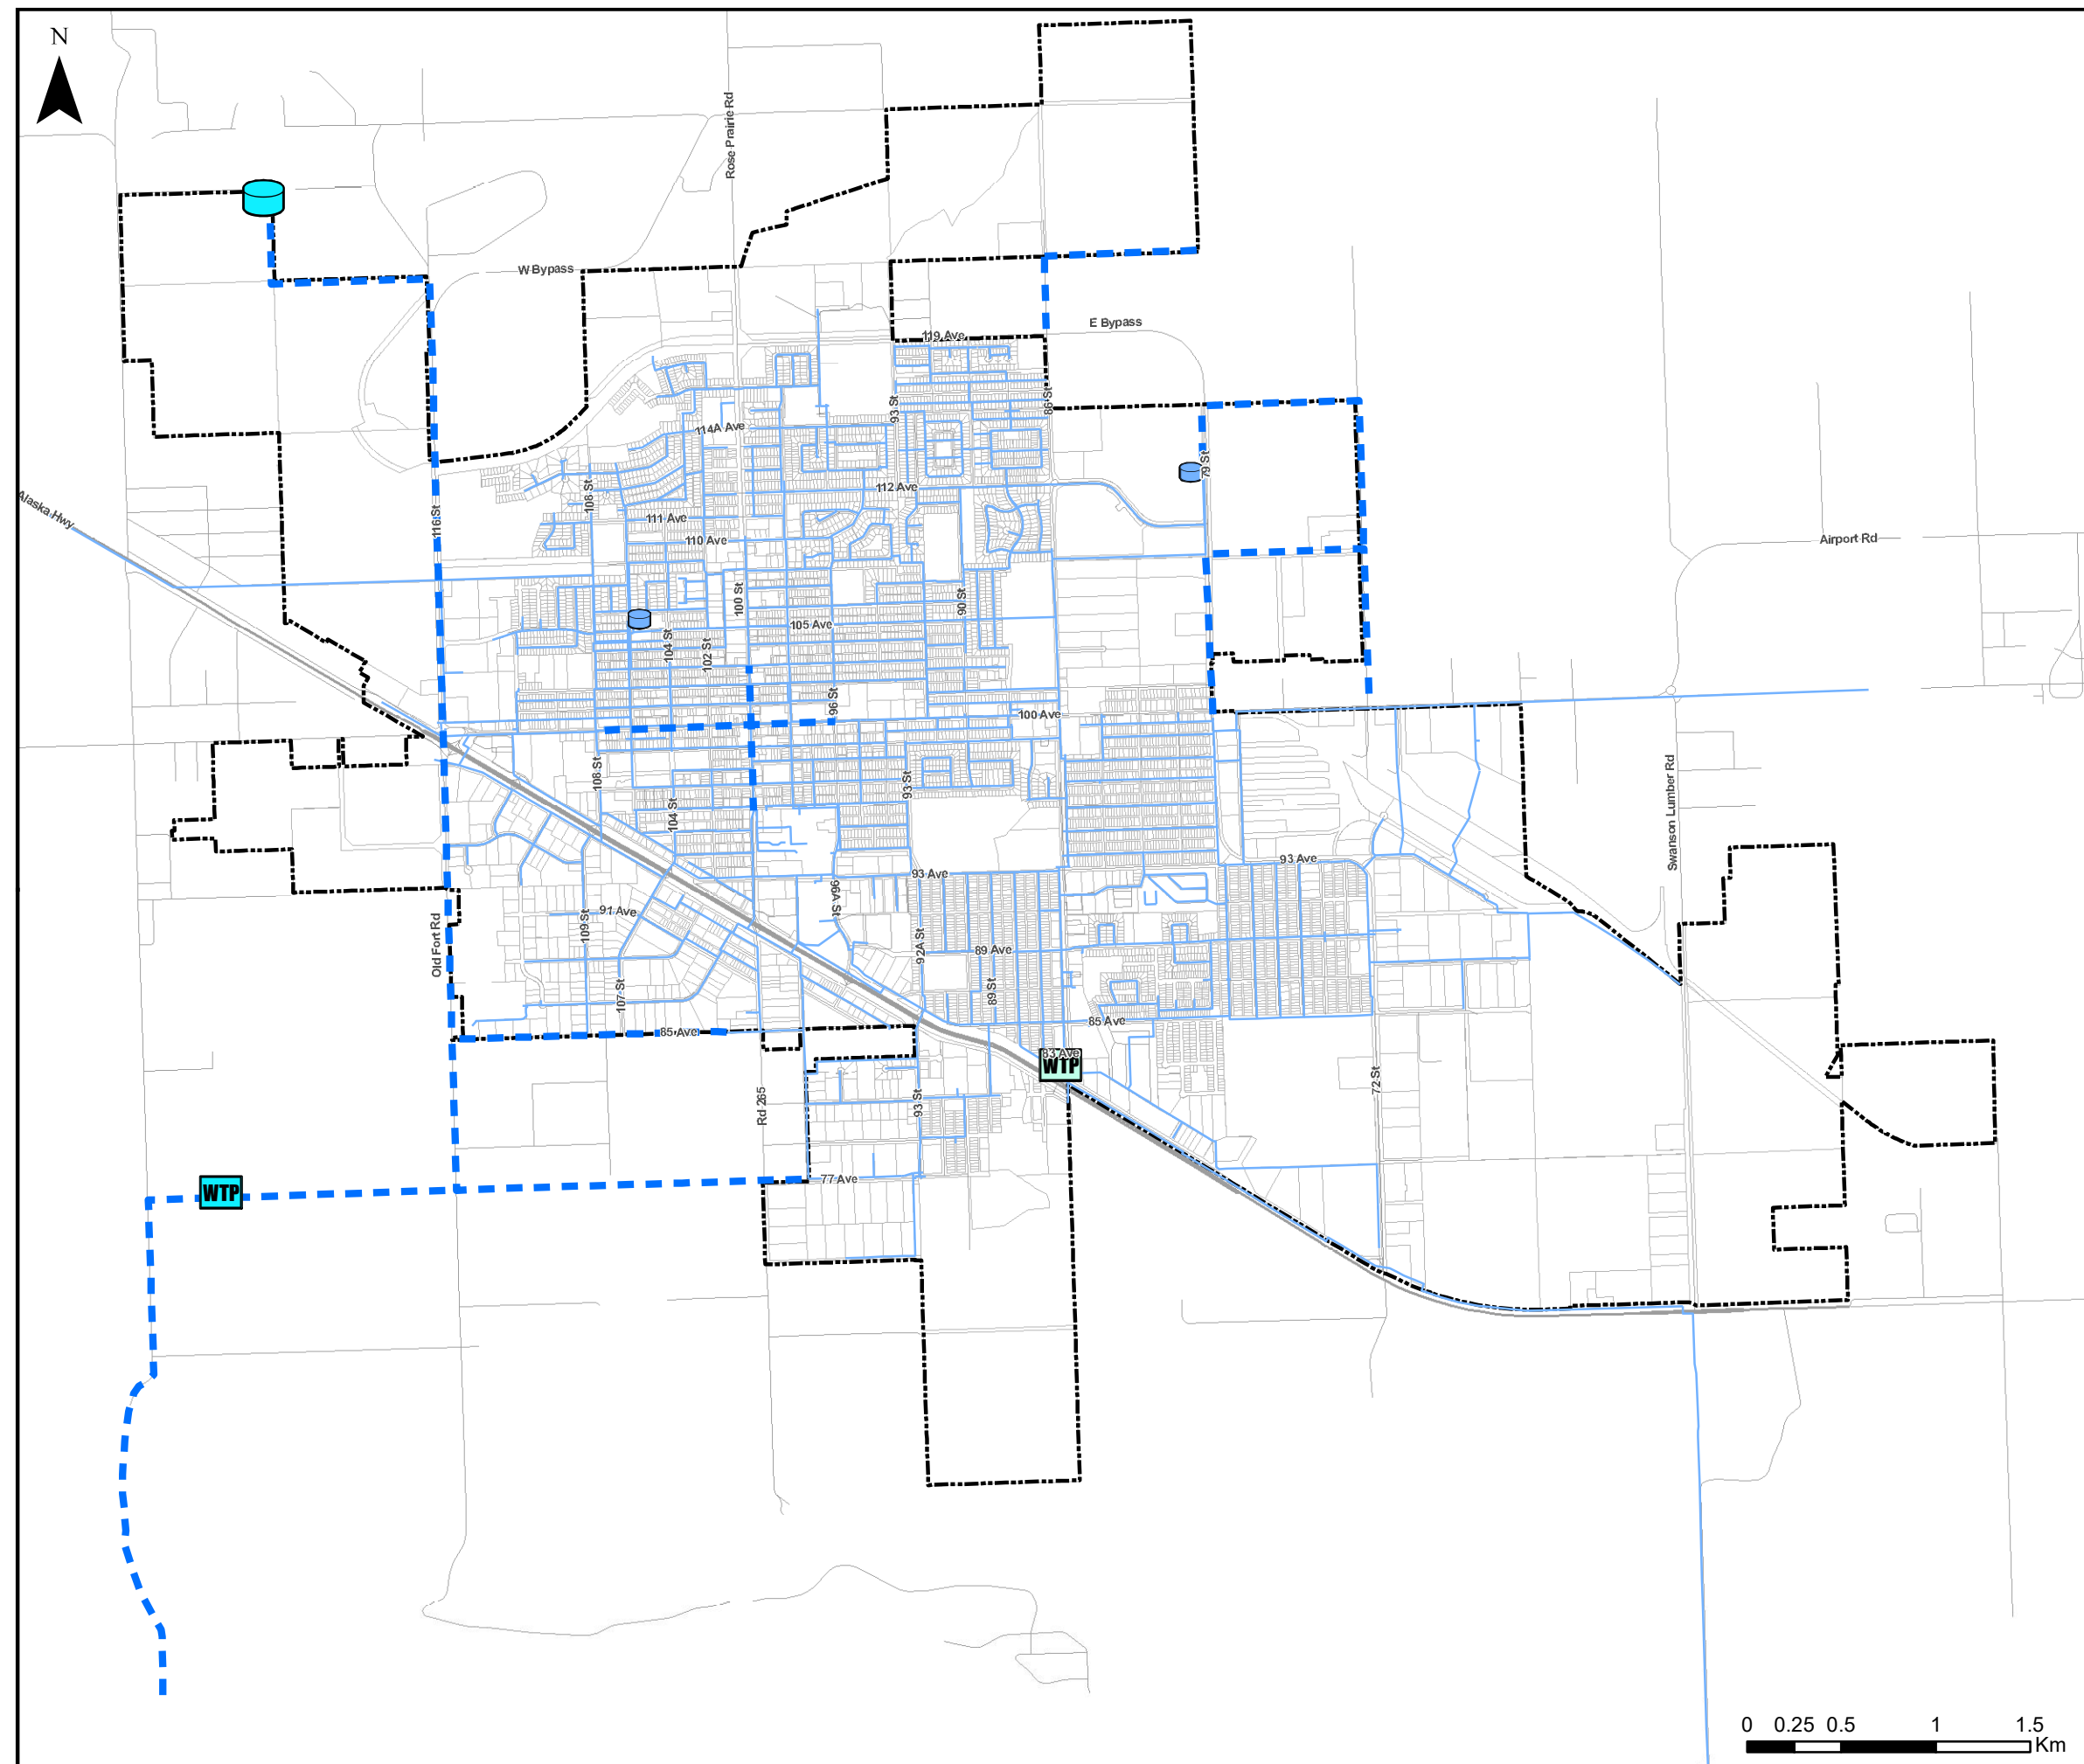 N
Rose Prairie Rd
W Bypass
E Bypass
119 Ave
86 St
93 St
114A Ave
79 St
112 Ave
108 St
111 Ave
116 St
110 Ave
Alaska Hwy
Airport Rd
100 St
90 St
105 Ave
104 St
102 St
96 St
100 Ave
108 St
93 St
104 St
Swanson Lumber Rd
93 Ave
93 Ave
96A St
91 Ave
109 St
Old Fort Rd
92A St
89 Ave
89 St
107 St
85 Ave
85 Ave
83 Ave
WTP
72 St
Rd 265
93 St
77 Ave
WTP
0 0.25 0.5 1 1.5
Km